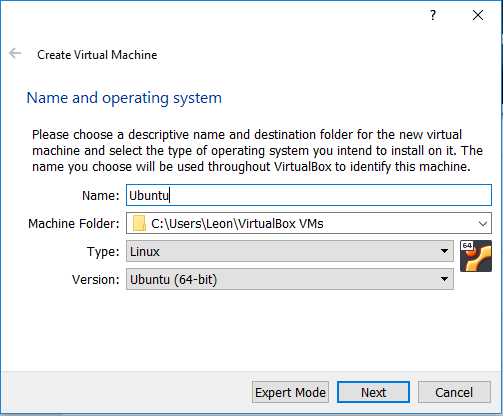 ?
Create Virtual Machine
Name and operating system
Please choose a descriptive name and destination folder for the new virtual
machine and select the type of operating system you intend to install on it. The
name you choose will be used throughout VirtualBox to identify this machine.
Name: Ubuntu
Machine Folder: C:\Users\Leon\VirtualBox VMs
Type: Linux
64
Version: Ubuntu (64-bit)
Expert Mode Next Cancel